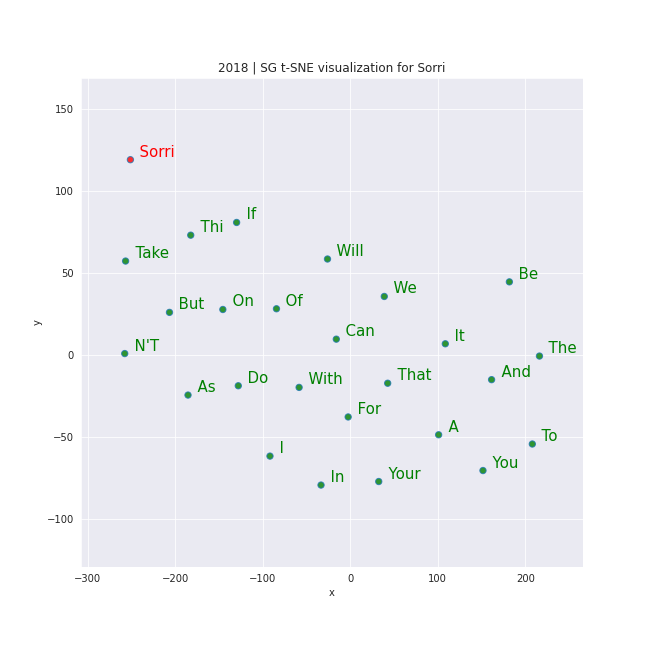 2018 | SG t-SNE visualization for Sorri
150
Sorri
100
If
Thi
Will
Take
50
Be
We
But
On
Of
Can
It
N'T
The
0
y
And
That
Do
With
As
For
A
To
−50
I
You
Your
In
−100
−300
−200
−100
0
100
200
x